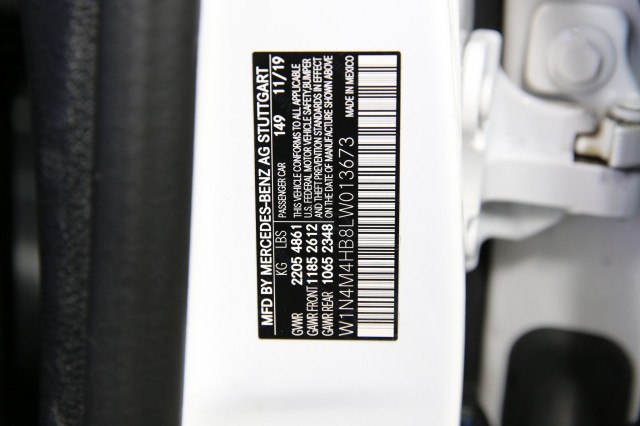 MFD BY MERCEDES-BENZ AG STUTTGART
KG LBS PASSENGER CAR 149 11/19
GVWR 2205 4861 THIS VEHICLE CONFORMS TO ALL APPLICABLE
GAWR FRONT 1185 2612 U.S. FEDERAL MOTOR VEHICLE SAFETY,BUMPER
GAWR REAR 1065 2348 AND THEFT PREVENTION STANDARDS IN EFFECT
ON THE DATE OF MANUFACTURE SHOWN ABOVE
MADE IN MEXICO
W1N4M4HB8LW013673